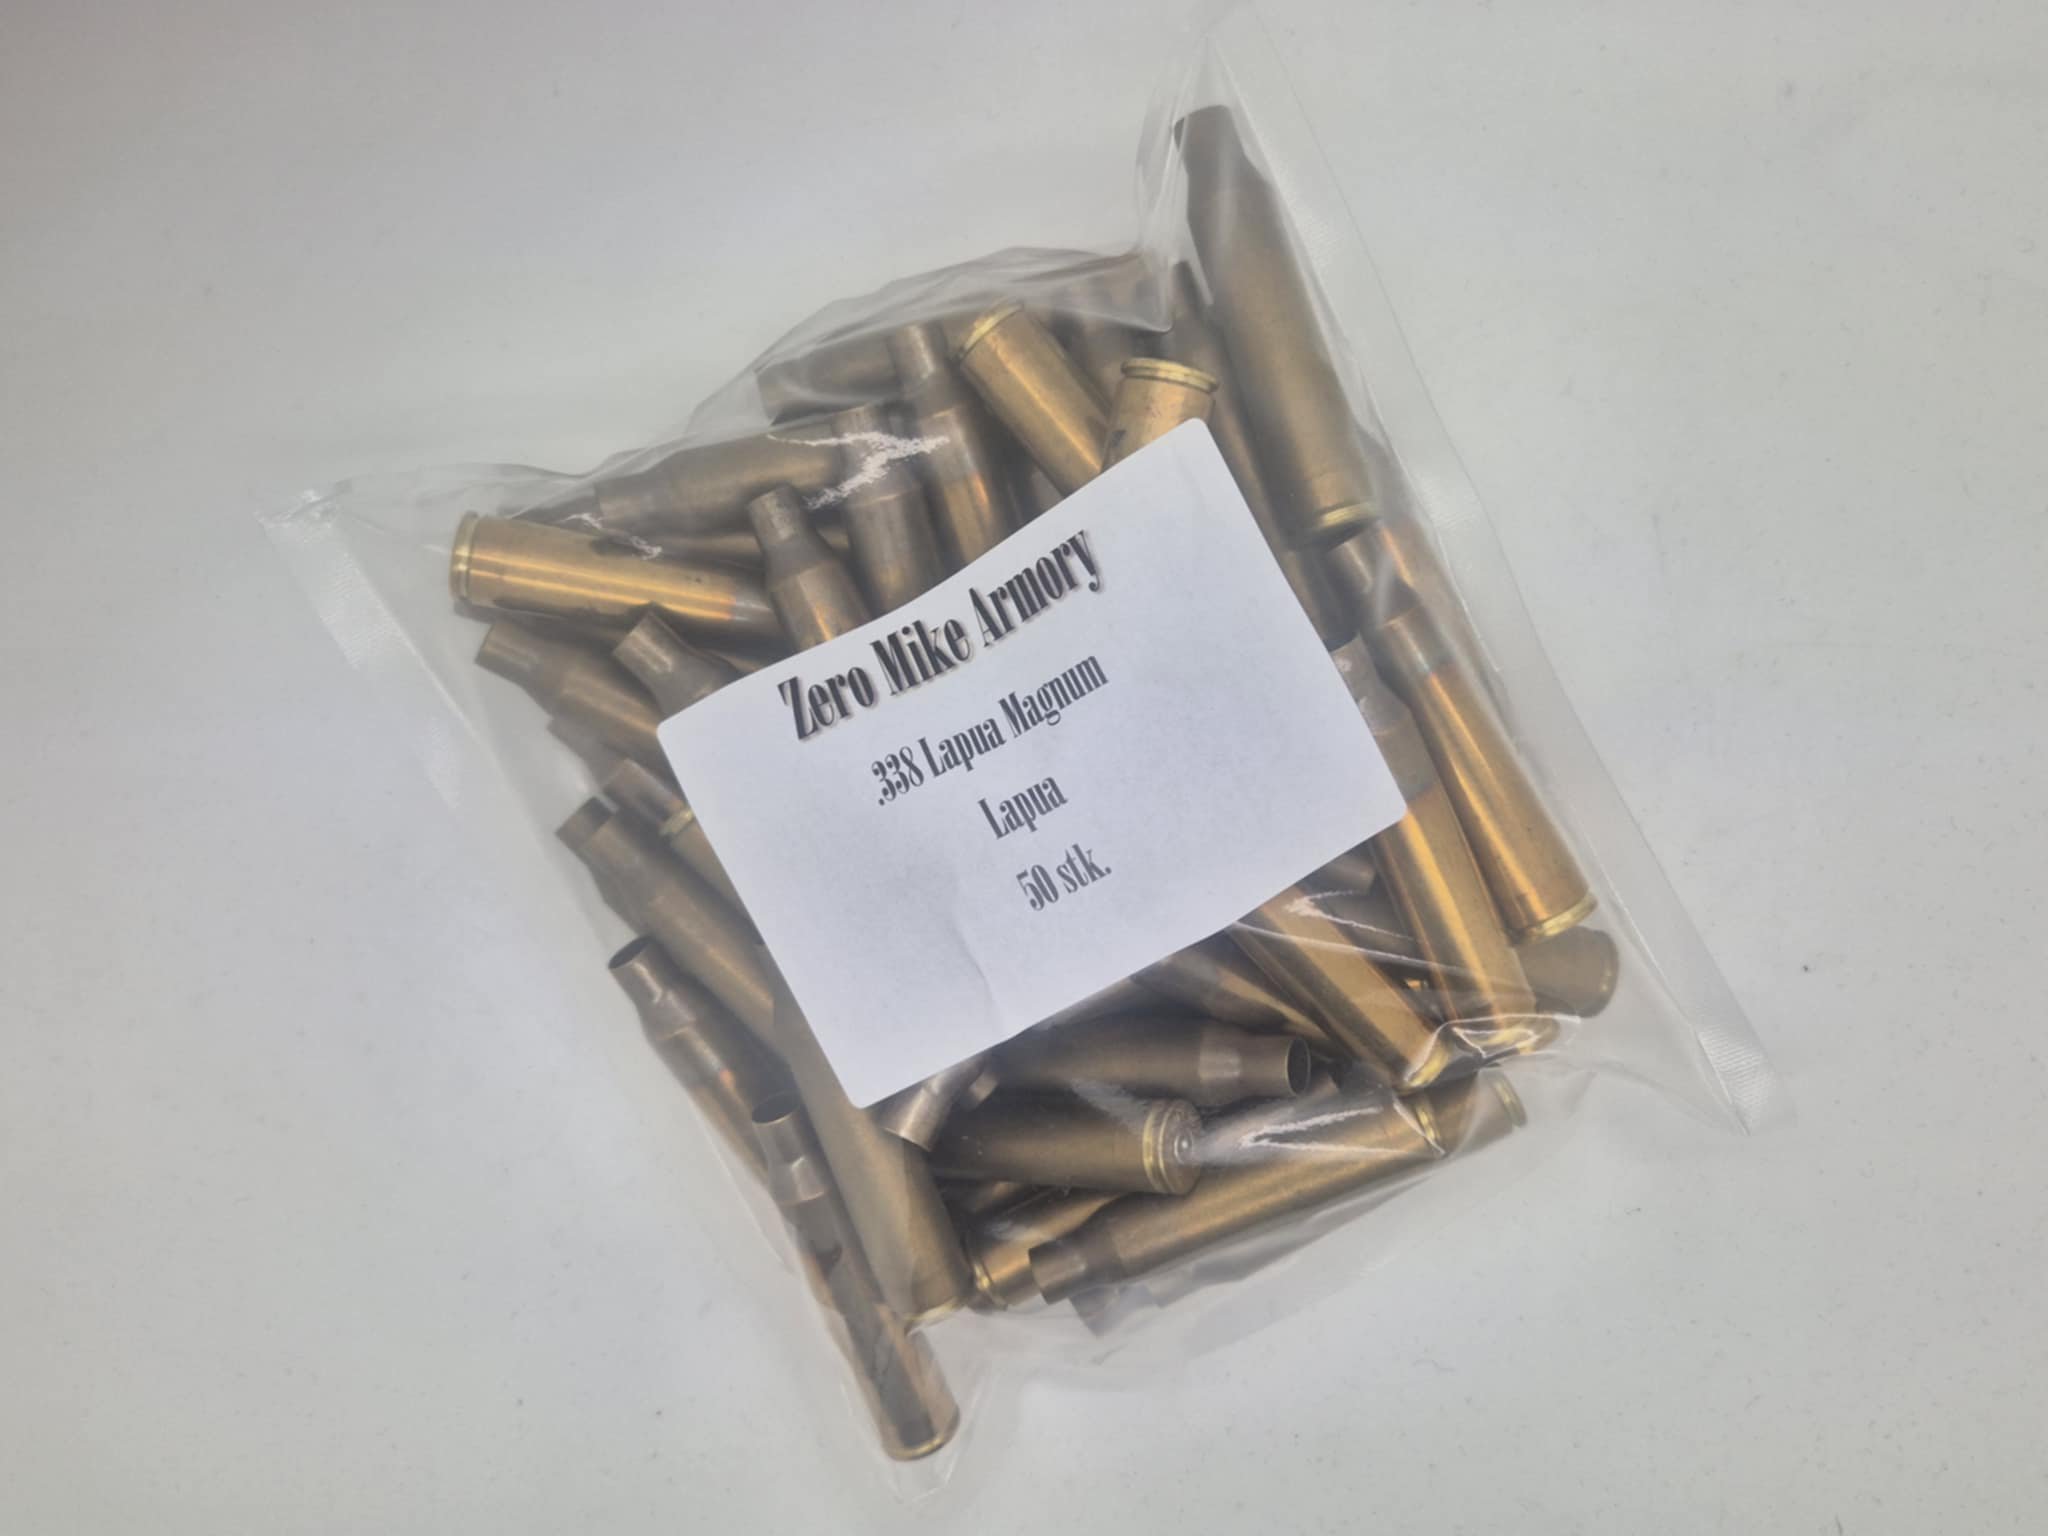 Zero Mike Armory
.338 Lapua Magnum
Lapua
50 stk.